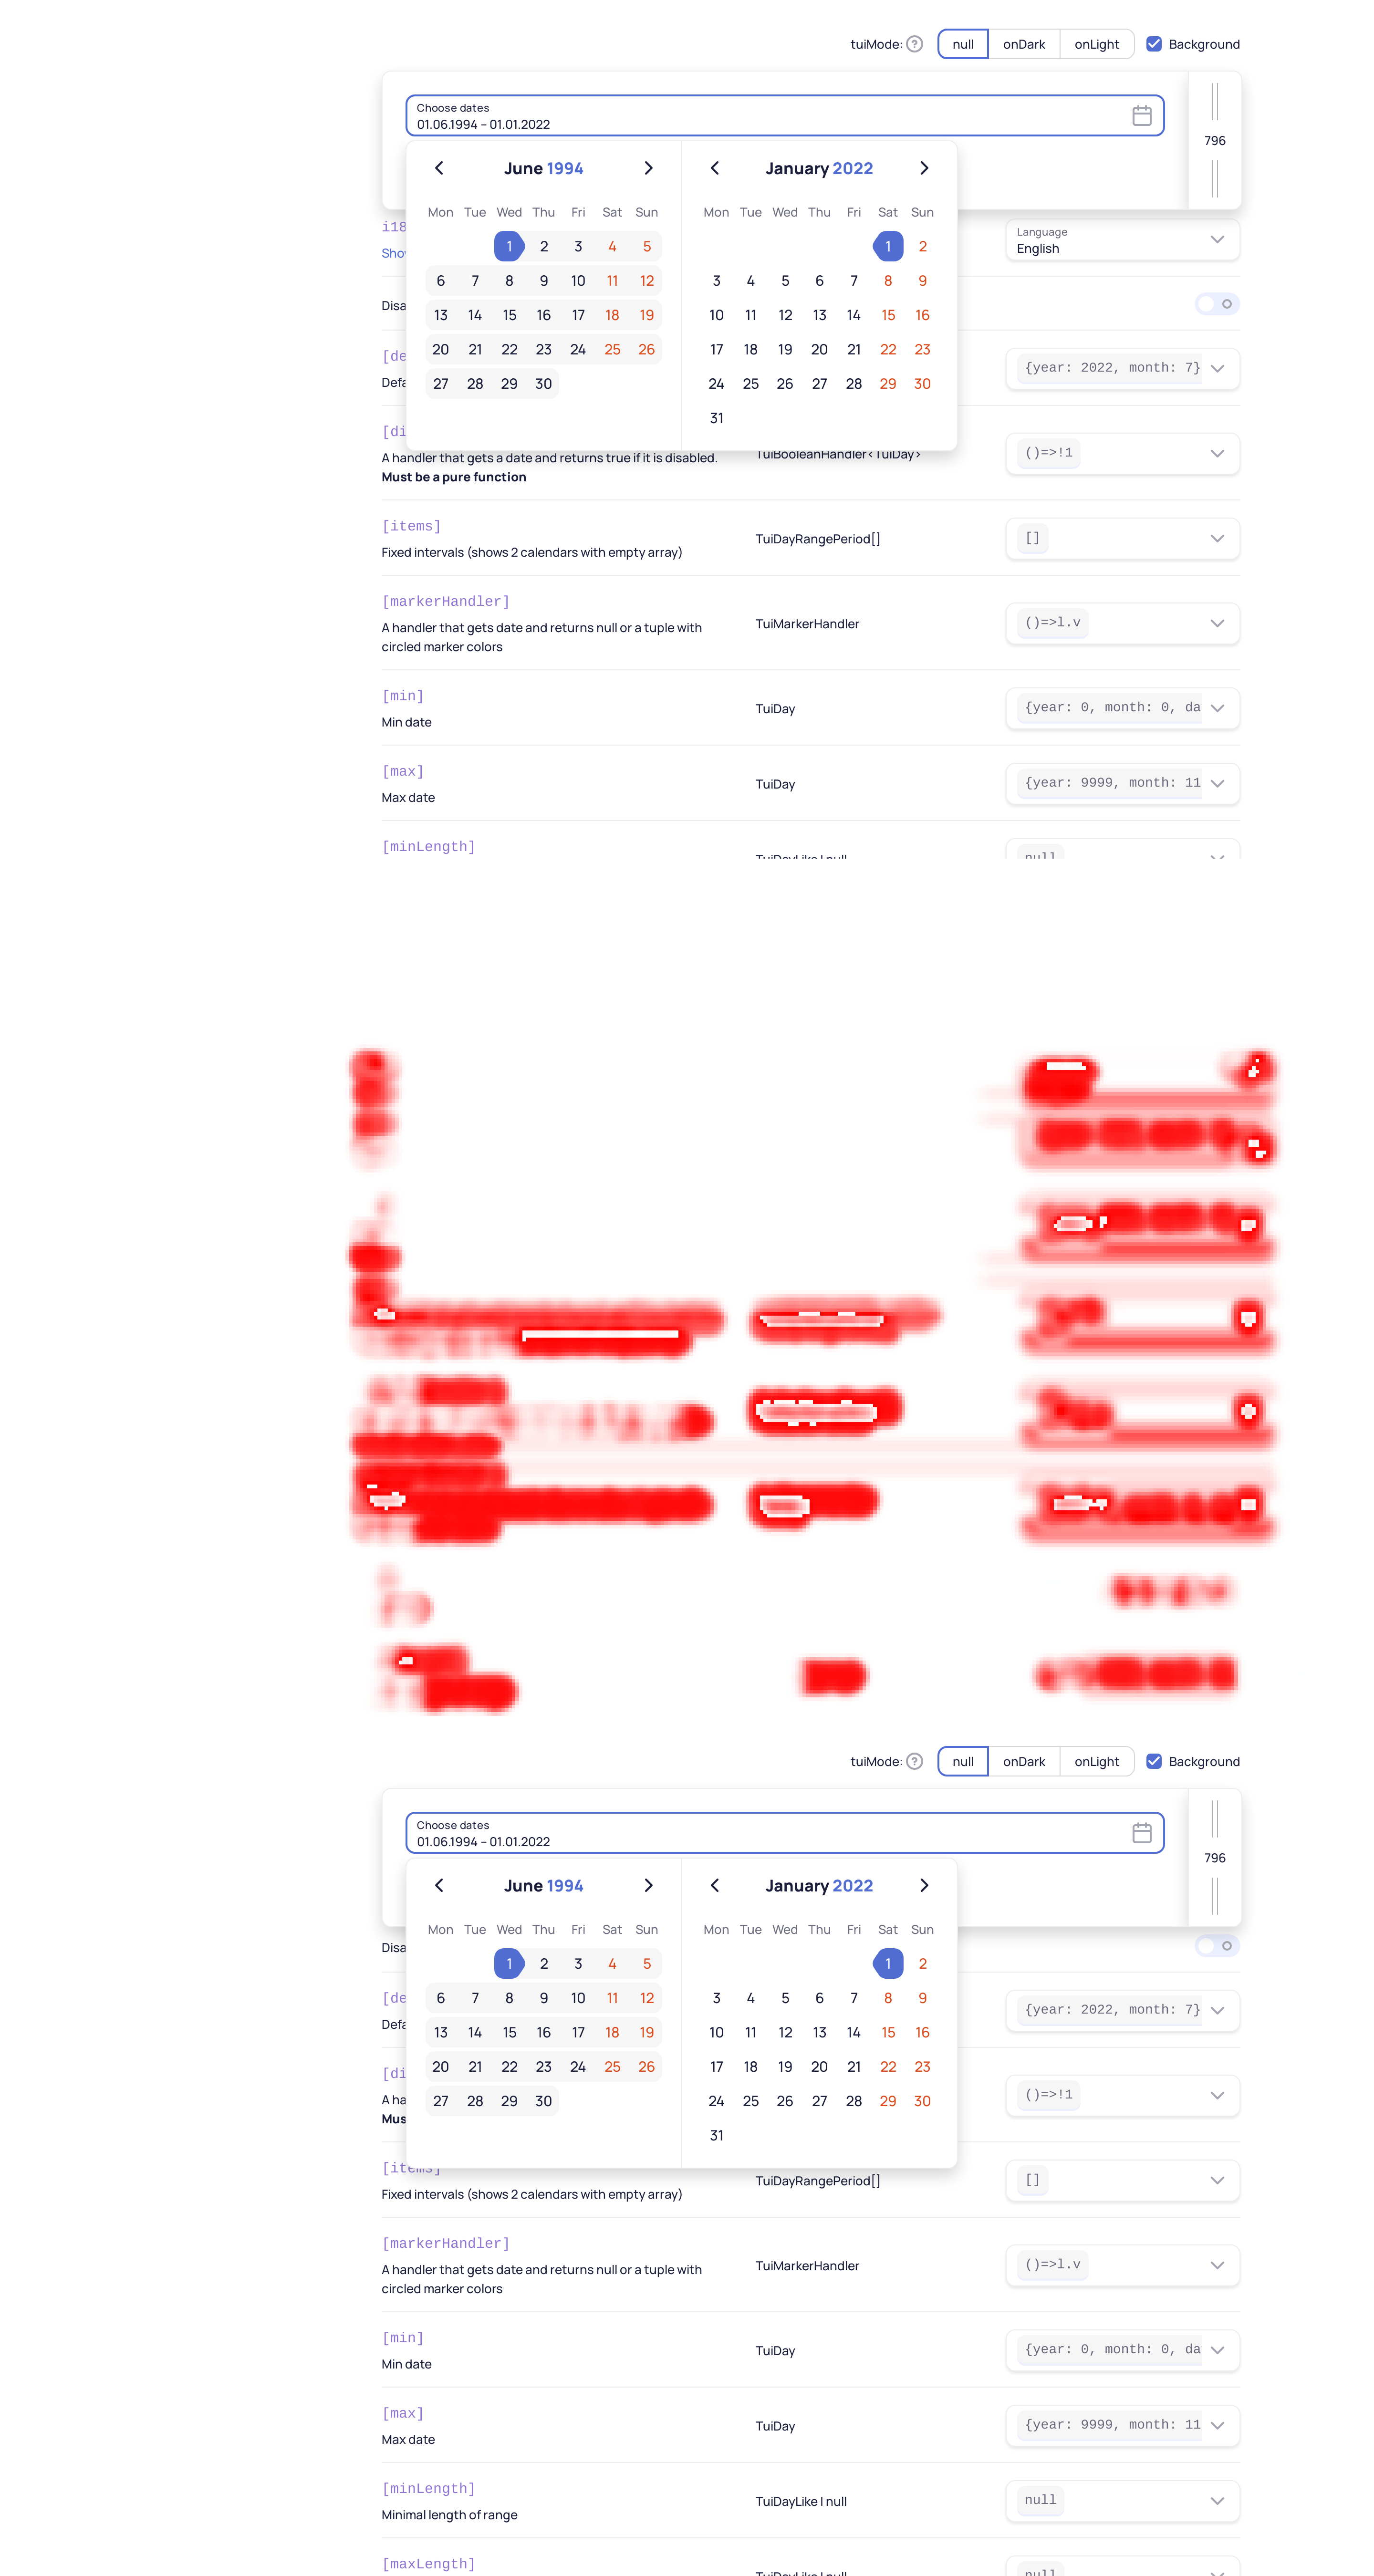 tuiMode: ? null onDark onLight Background
Choose dates
01.06.1994 – 01.01.2022
796
June 1994 January 2022
Mon Tue Wed Thu Fri Sat Sun Mon Tue Wed Thu Fri Sat Sun
i18
Language
English
Show
1 2 3 4 5 1 2
6 7 8 9 10 11 12 3 4 5 6 7 8 9
Disa
13 14 15 16 17 18 19 10 11 12 13 14 15 16
20 21 22 23 24 25 26 17 18 19 20 21 22 23
[de
{year: 2022, month: 7}
Defa
27 28 29 30 24 25 26 27 28 29 30
31
[di
A handler that gets a date and returns true if it is disabled. TuiBooleanHandler<TuiDay> ()=>!1
Must be a pure function
[items]
Fixed intervals (shows 2 calendars with empty array) TuiDayRangePeriod[] []
[markerHandler]
A handler that gets date and returns null or a tuple with TuiMarkerHandler ()=>l.v
circled marker colors
[min]
Min date TuiDay {year: 0, month: 0, da
[max]
Max date TuiDay {year: 9999, month: 11
[minLength]
TuiDayLike | null null
tuiMode: ? null onDark onLight Background
Choose dates
01.06.1994 – 01.01.2022
796
June 1994 January 2022
Mon Tue Wed Thu Fri Sat Sun Mon Tue Wed Thu Fri Sat Sun
Disa
1 2 3 4 5 1 2
6 7 8 9 10 11 12 3 4 5 6 7 8 9
[de
{year: 2022, month: 7}
Defa
13 14 15 16 17 18 19 10 11 12 13 14 15 16
20 21 22 23 24 25 26 17 18 19 20 21 22 23
[di
A ha
()=>!1
27 28 29 30 24 25 26 27 28 29 30
Mus
31
[items]
Fixed intervals (shows 2 calendars with empty array) TuiDayRangePeriod[] []
[markerHandler]
A handler that gets date and returns null or a tuple with TuiMarkerHandler ()=>l.v
circled marker colors
[min]
Min date TuiDay {year: 0, month: 0, da
[max]
Max date TuiDay {year: 9999, month: 11
[minLength]
Minimal length of range TuiDayLike | null null
[maxLength]
TuiDayLike | null null